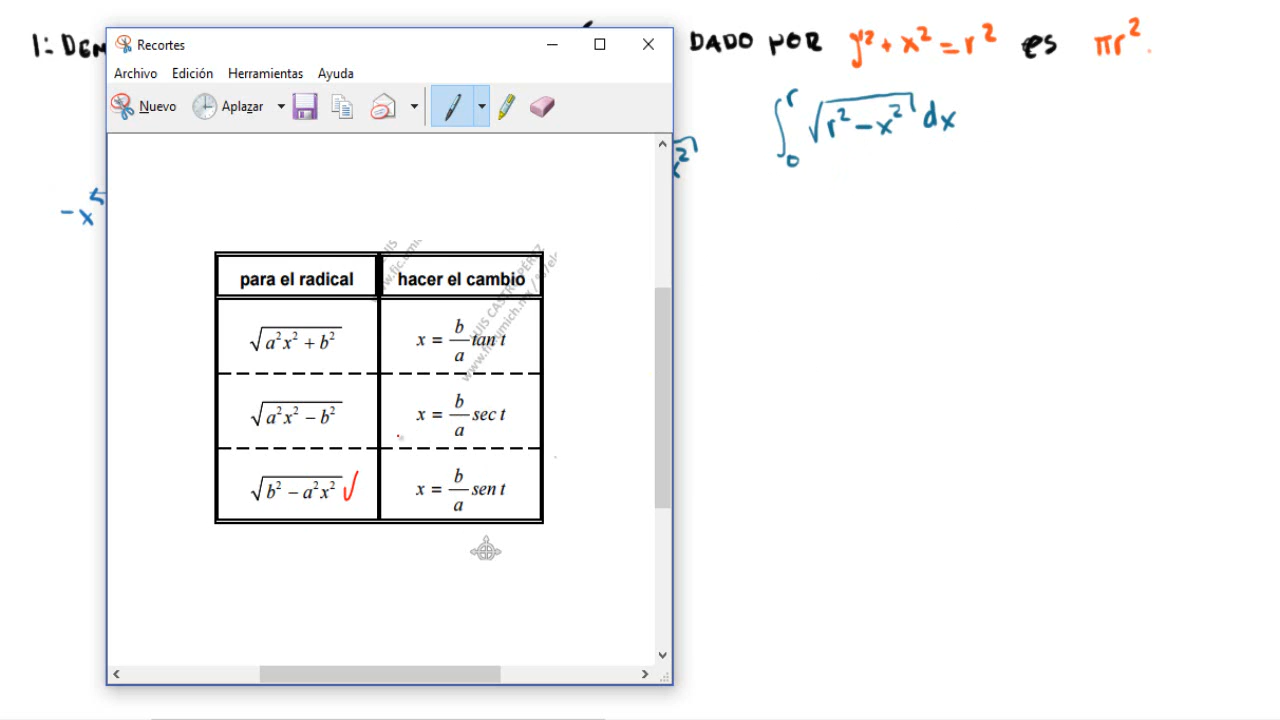 1: DEM
DADO POR y² + x² = r² es πr².
Recortes
Archivo Edición Herramientas Ayuda
Nuevo Aplazar
∫₀ʳ √(r² - x²) dx
x²
-x
para el radical hacer el cambio
√(a²x² + b²) x = b/a tan t
√(a²x² - b²) x = b/a sec t
√(b² - a²x²) ✓ x = b/a sen t